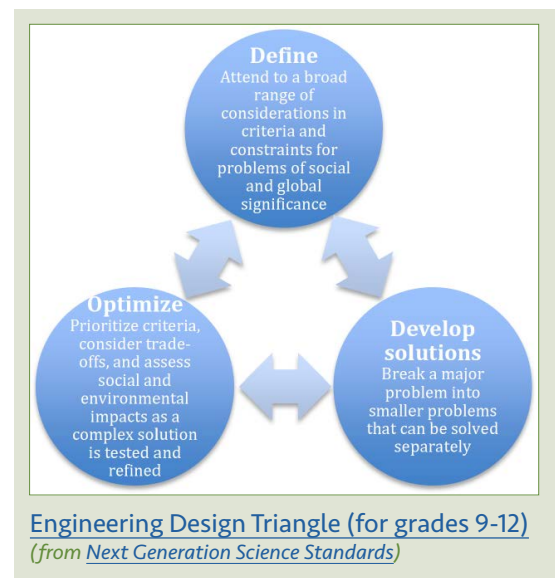 Define
Attend to a broad
range of
considerations in
criteria and
constraints for
problems of social
and global
significance
Optimize
Prioritize criteria,
consider trade-
offs, and assess
social and
environmental
impacts as a
complex solution
is tested and
refined
Develop
solutions
Break a major
problem into
smaller problems
that can be solved
separately
Engineering Design Triangle (for grades 9-12)
(from Next Generation Science Standards)